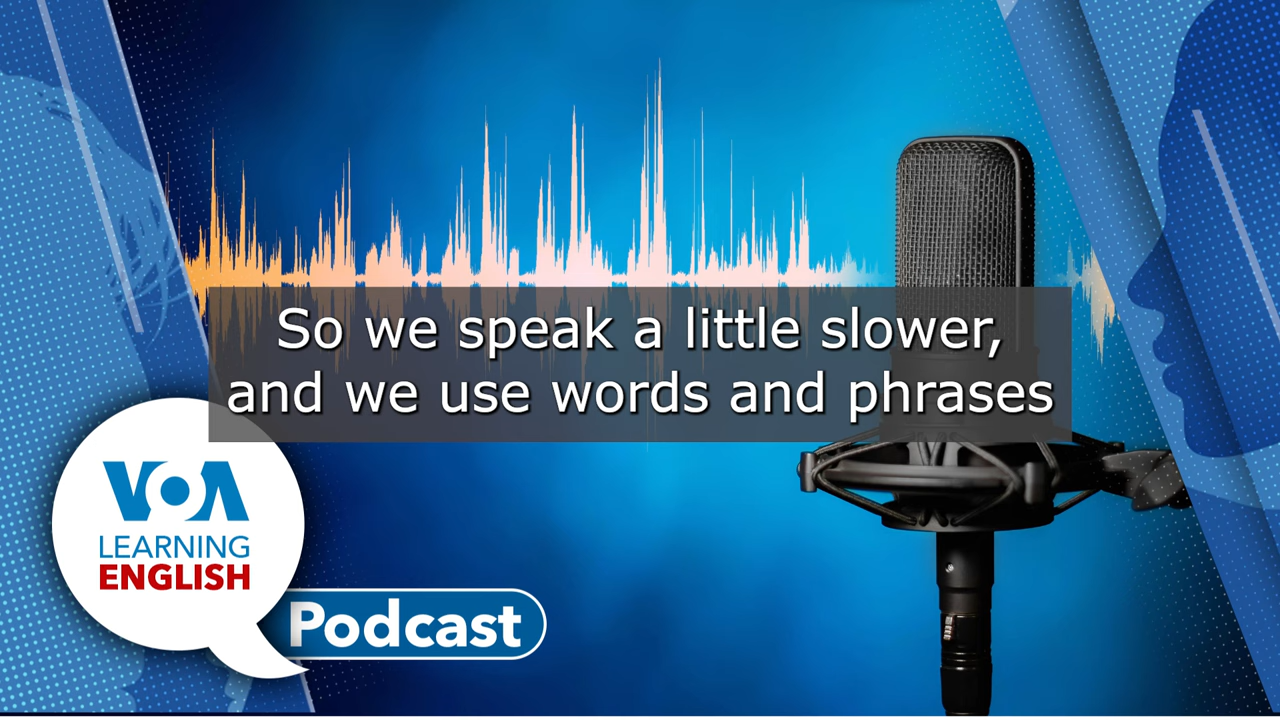 So we speak a little slower,
and we use words and phrases
VOA
LEARNING
ENGLISH
Podcast